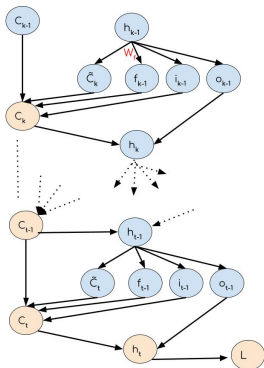 C_{k-1} h_{k-1}
W_f
C̃_k f_{k-1} i_{k-1} o_{k-1}
C_k
h_k
C_{t-1} h_{t-1}
C̃_t f_{t-1} i_{t-1} o_{t-1}
C_t
h_t L